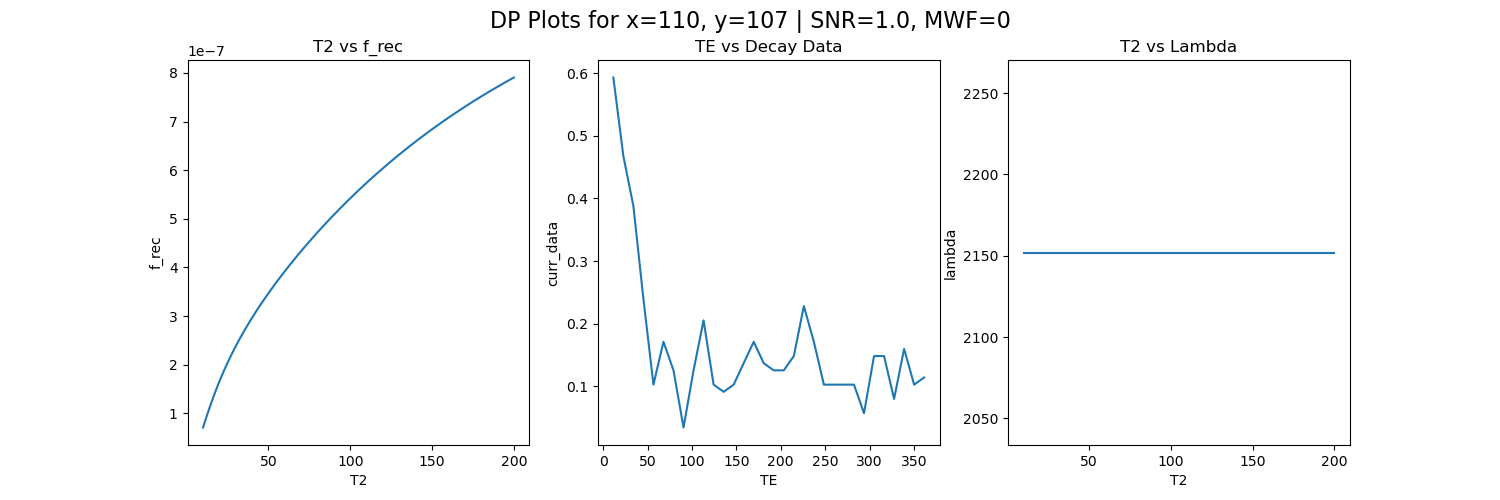 DP Plots for x=110, y=107 | SNR=1.0, MWF=0
T2 vs f_rec
1e−7
8
7
6
5
4
3
2
1
f_rec
50 100 150 200
T2
TE vs Decay Data
0.6
0.5
0.4
0.3
0.2
0.1
curr_data
0 50 100 150 200 250 300 350
TE
T2 vs Lambda
2250
2200
2150
2100
2050
lambda
50 100 150 200
T2